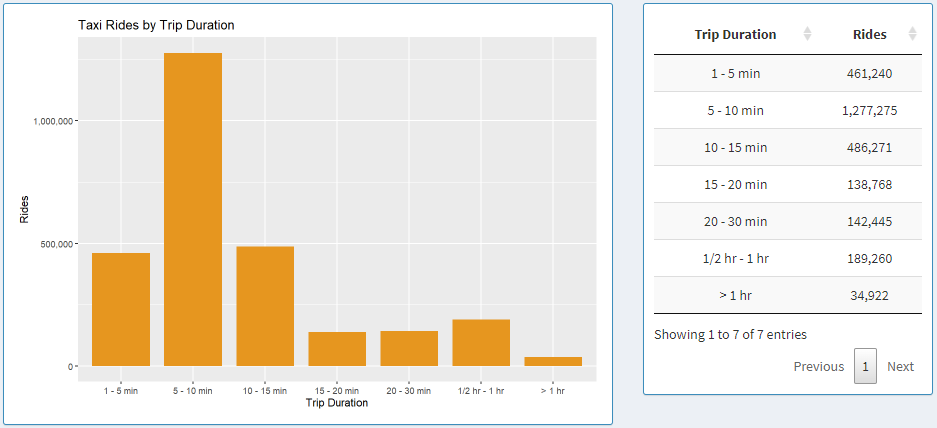 Taxi Rides by Trip Duration
Rides
1,000,000
500,000
0
1 - 5 min 5 - 10 min 10 - 15 min 15 - 20 min 20 - 30 min 1/2 hr - 1 hr > 1 hr
Trip Duration
Trip Duration Rides
1 - 5 min 461,240
5 - 10 min 1,277,275
10 - 15 min 486,271
15 - 20 min 138,768
20 - 30 min 142,445
1/2 hr - 1 hr 189,260
> 1 hr 34,922
Showing 1 to 7 of 7 entries
Previous 1 Next